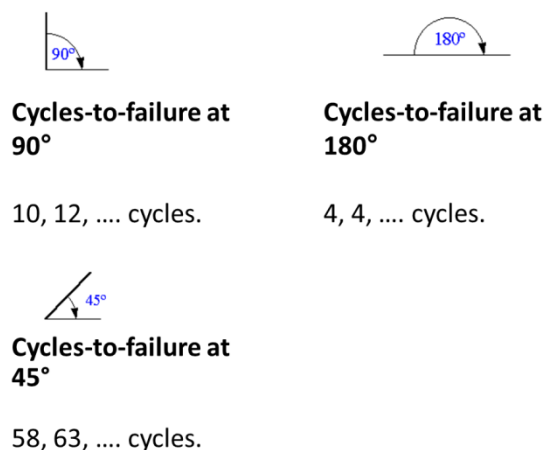 90°
Cycles-to-failure at
90°
10, 12, .... cycles.
180°
Cycles-to-failure at
180°
4, 4, .... cycles.
45°
Cycles-to-failure at
45°
58, 63, .... cycles.